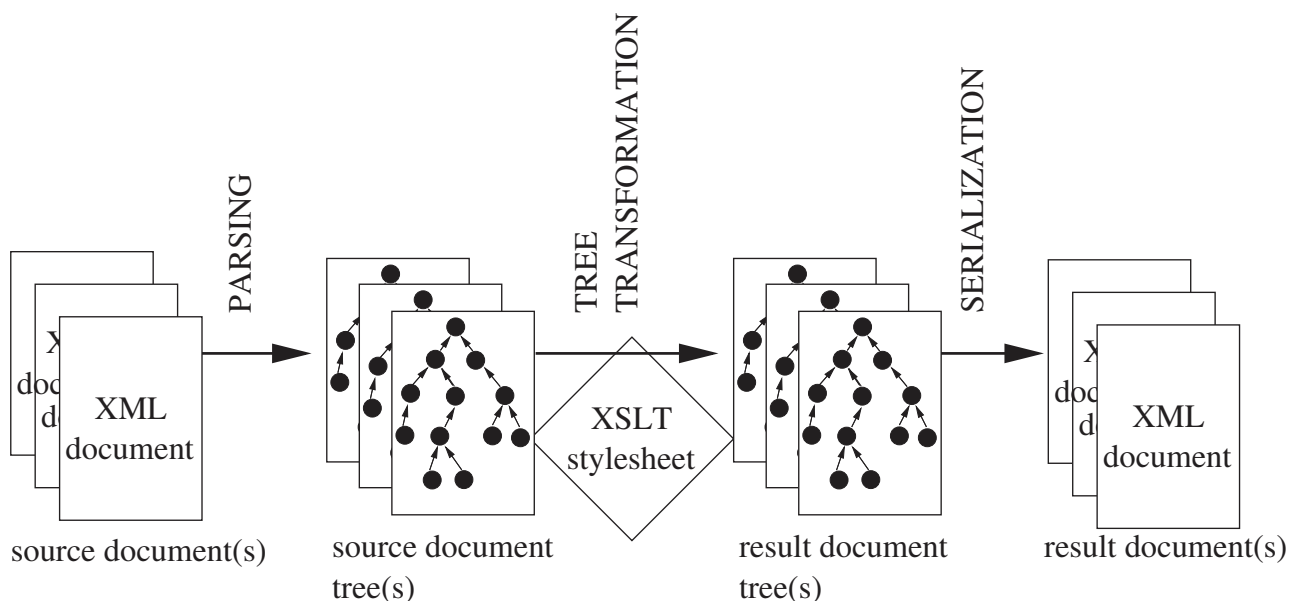 PARSING
TREE
TRANSFORMATION
SERIALIZATION
XML
document
XSLT
stylesheet
XML
document
source document(s)
source document
tree(s)
result document
tree(s)
result document(s)